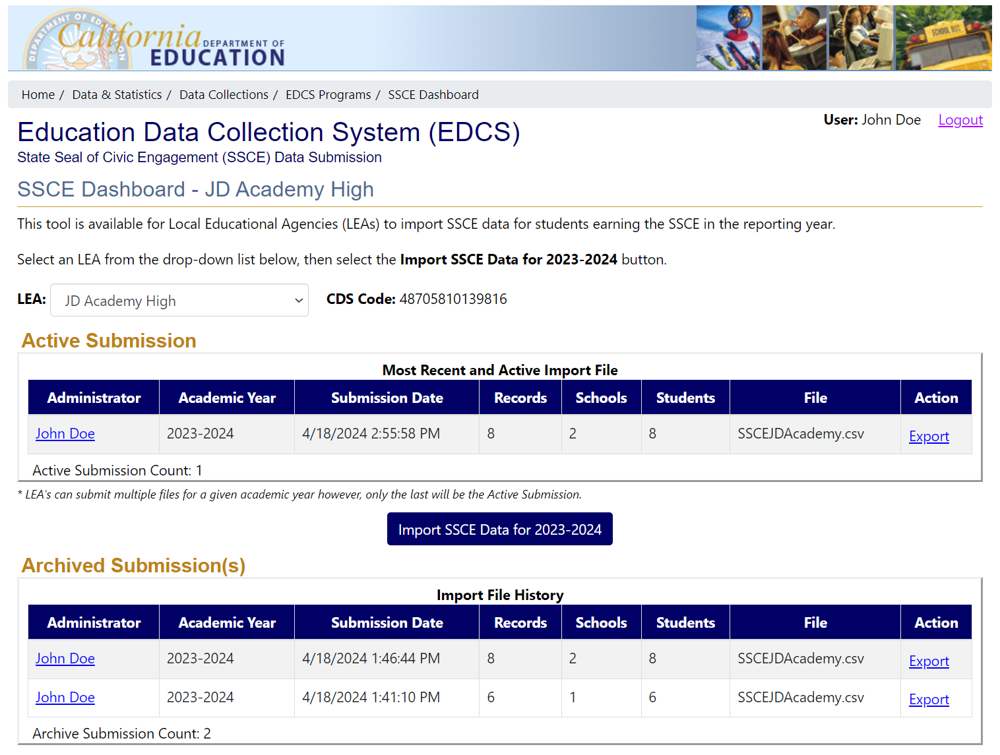 DEPARTMENT OF EDUCATION
California DEPARTMENT OF
EDUCATION
SCHOOL BUS
Home / Data & Statistics / Data Collections / EDCS Programs / SSCE Dashboard
User: John Doe Logout
Education Data Collection System (EDCS)
State Seal of Civic Engagement (SSCE) Data Submission
SSCE Dashboard - JD Academy High
This tool is available for Local Educational Agencies (LEAs) to import SSCE data for students earning the SSCE in the reporting year.
Select an LEA from the drop-down list below, then select the Import SSCE Data for 2023-2024 button.
LEA: JD Academy High CDS Code: 48705810139816
Active Submission
Most Recent and Active Import File
Administrator Academic Year Submission Date Records Schools Students File Action
John Doe 2023-2024 4/18/2024 2:55:58 PM 8 2 8 SSCEJDAcademy.csv Export
Active Submission Count: 1
* LEA's can submit multiple files for a given academic year however, only the last will be the Active Submission.
Import SSCE Data for 2023-2024
Archived Submission(s)
Import File History
Administrator Academic Year Submission Date Records Schools Students File Action
John Doe 2023-2024 4/18/2024 1:46:44 PM 8 2 8 SSCEJDAcademy.csv Export
John Doe 2023-2024 4/18/2024 1:41:10 PM 6 1 6 SSCEJDAcademy.csv Export
Archive Submission Count: 2